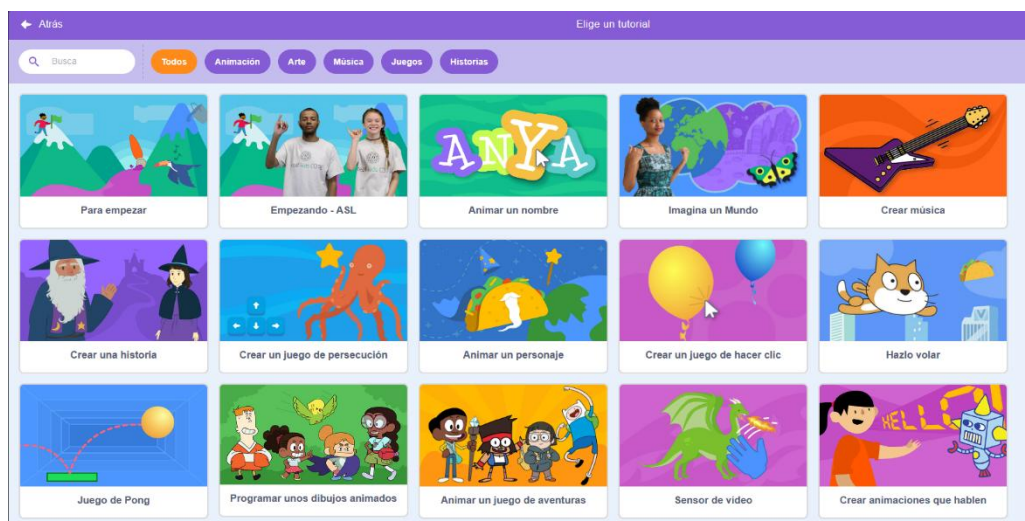 Atrás
Elige un tutorial
Busca
Todos
Animación
Arte
Música
Juegos
Historias
ANYA
Para empezar
Empezando - ASL
Animar un nombre
Imagina un Mundo
Crear música
Crear una historia
Crear un juego de persecución
Animar un personaje
Crear un juego de hacer clic
Hazlo volar
HELLO
Juego de Pong
Programar unos dibujos animados
Animar un juego de aventuras
Sensor de video
Crear animaciones que hablen